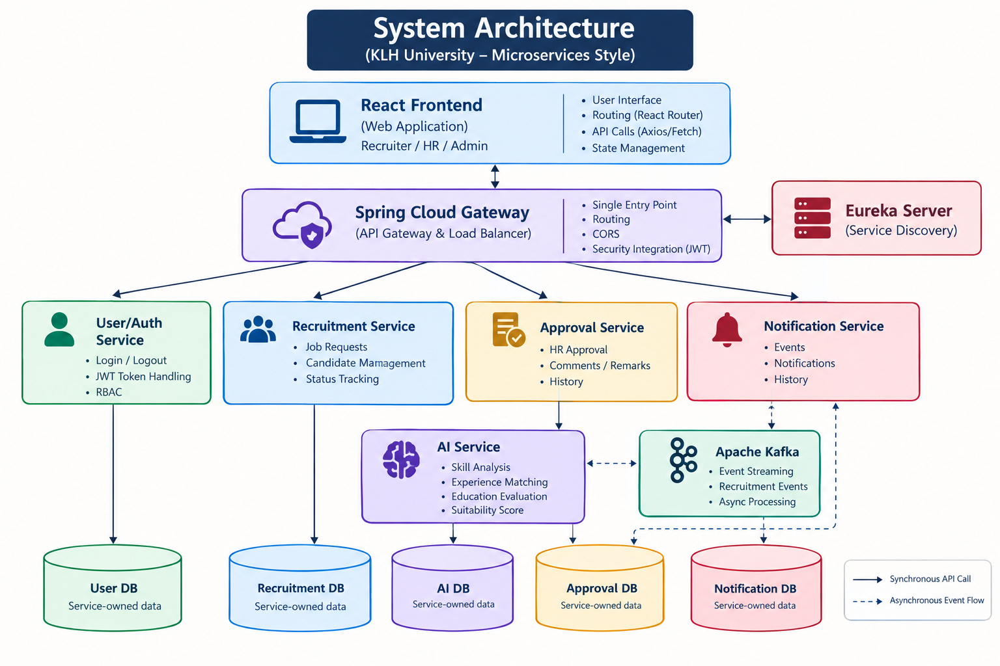 System Architecture
(KLH University – Microservices Style)
React Frontend
(Web Application)
Recruiter / HR / Admin
• User Interface
• Routing (React Router)
• API Calls (Axios/Fetch)
• State Management
Spring Cloud Gateway
(API Gateway & Load Balancer)
• Single Entry Point
• Routing
• CORS
• Security Integration (JWT)
Eureka Server
(Service Discovery)
User/Auth
Service
• Login / Logout
• JWT Token Handling
• RBAC
Recruitment Service
• Job Requests
• Candidate Management
• Status Tracking
Approval Service
• HR Approval
• Comments / Remarks
• History
Notification Service
• Events
• Notifications
• History
AI Service
• Skill Analysis
• Experience Matching
• Education Evaluation
• Suitability Score
Apache Kafka
• Event Streaming
• Recruitment Events
• Async Processing
User DB
Service-owned data
Recruitment DB
Service-owned data
AI DB
Service-owned data
Approval DB
Service-owned data
Notification DB
Service-owned data
Synchronous API Call
Asynchronous Event Flow